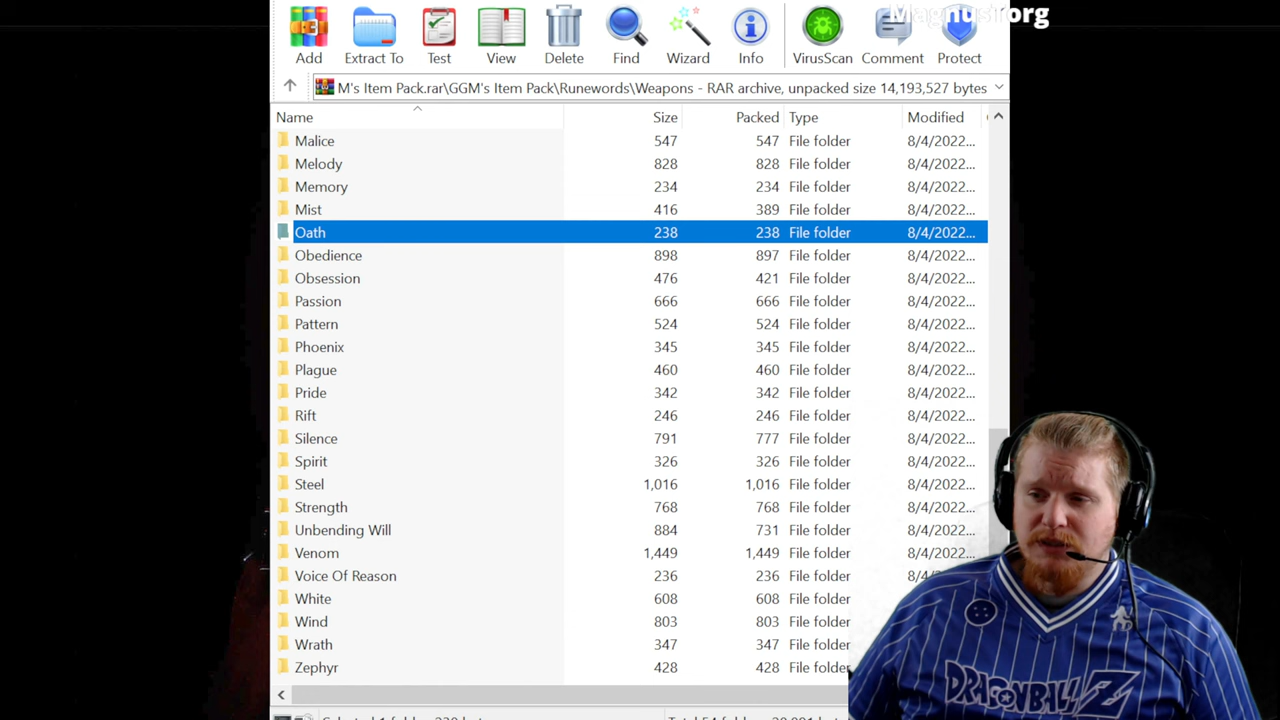 MagnusTorg
Add Extract To Test View Delete Find Wizard Info VirusScan Comment Protect
M's Item Pack.rar\GGM's Item Pack\Runewords\Weapons - RAR archive, unpacked size 14,193,527 bytes
Name Size Packed Type Modified
Malice 547 547 File folder 8/4/2022...
Melody 828 828 File folder 8/4/2022...
Memory 234 234 File folder 8/4/2022...
Mist 416 389 File folder 8/4/2022...
Oath 238 238 File folder 8/4/2022...
Obedience 898 897 File folder 8/4/2022...
Obsession 476 421 File folder 8/4/2022...
Passion 666 666 File folder 8/4/2022...
Pattern 524 524 File folder 8/4/2022...
Phoenix 345 345 File folder 8/4/2022...
Plague 460 460 File folder 8/4/2022...
Pride 342 342 File folder 8/4/2022...
Rift 246 246 File folder 8/4/2022...
Silence 791 777 File folder 8/4/2022...
Spirit 326 326 File folder 8/4/2022...
Steel 1,016 1,016 File folder 8/4/2022...
Strength 768 768 File folder 8/4/2022...
Unbending Will 884 731 File folder 8/4/2022...
Venom 1,449 1,449 File folder 8/4/2022...
Voice Of Reason 236 236 File folder 8/4/2022...
White 608 608 File folder
Wind 803 803 File folder
Wrath 347 347 File folder
Zephyr 428 428 File folder
DRAGONBALL Z